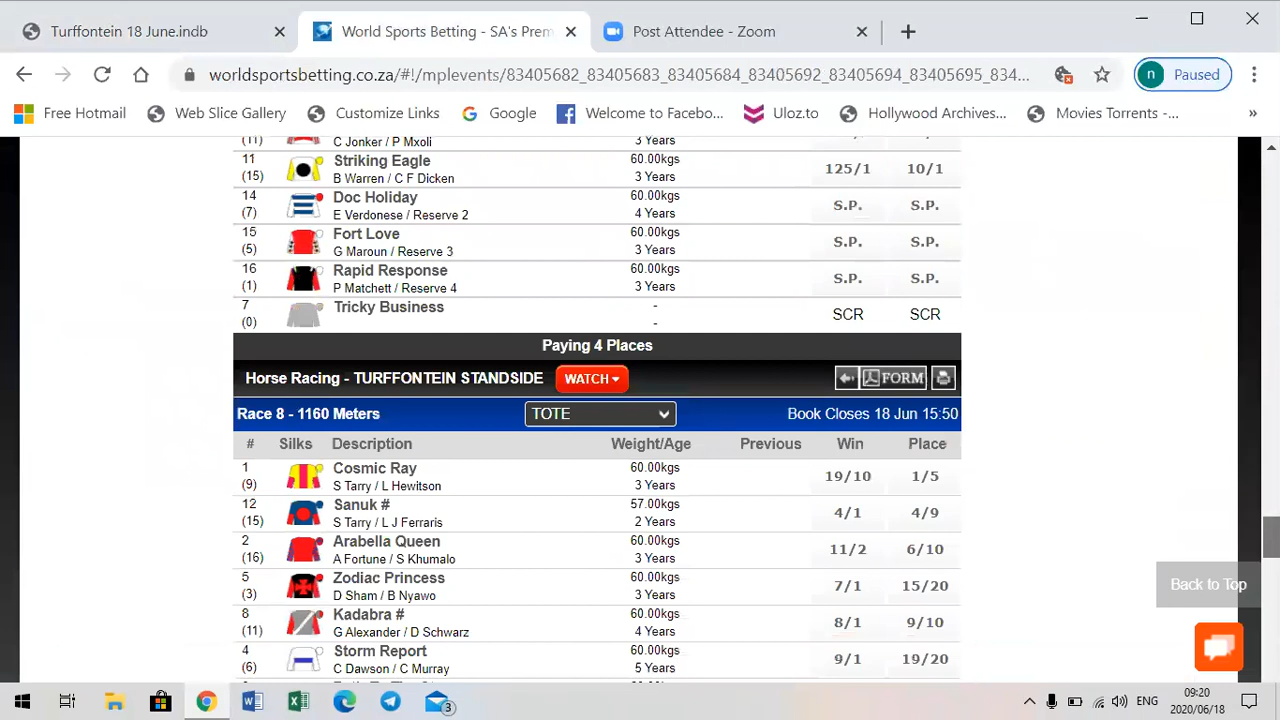 Turffontein 18 June.indb
World Sports Betting - SA's Prem
Post Attendee - Zoom
worldsportsbetting.co.za/#!/mplevents/83405682_83405683_83405684_83405692_83405694_83405695_834...
n Paused
Free Hotmail Web Slice Gallery Customize Links Google Welcome to Facebo... Uloz.to Hollywood Archives... Movies Torrents -... »
(11) C Jonker / P Mxoli 3 Years
11 Striking Eagle 60.00kgs 125/1 10/1
(15) B Warren / C F Dicken 3 Years
14 Doc Holiday 60.00kgs S.P. S.P.
(7) E Verdonese / Reserve 2 4 Years
15 Fort Love 60.00kgs S.P. S.P.
(5) G Maroun / Reserve 3 3 Years
16 Rapid Response 60.00kgs S.P. S.P.
(1) P Matchett / Reserve 4 3 Years
7 Tricky Business - SCR SCR
(0) -
Paying 4 Places
Horse Racing - TURFFONTEIN STANDSIDE WATCH FORM
Race 8 - 1160 Meters TOTE Book Closes 18 Jun 15:50
# Silks Description Weight/Age Previous Win Place
1 Cosmic Ray 60.00kgs 19/10 1/5
(9) S Tarry / L Hewitson 3 Years
12 Sanuk # 57.00kgs 4/1 4/9
(15) S Tarry / L J Ferraris 2 Years
2 Arabella Queen 60.00kgs 11/2 6/10
(16) A Fortune / S Khumalo 3 Years
5 Zodiac Princess 60.00kgs 7/1 15/20
(3) D Sham / B Nyawo 3 Years
8 Kadabra # 60.00kgs 8/1 9/10
(11) G Alexander / D Schwarz 4 Years
4 Storm Report 60.00kgs 9/1 19/20
(6) C Dawson / C Murray 5 Years
Back to Top
3
ENG
09:20
2020/06/18